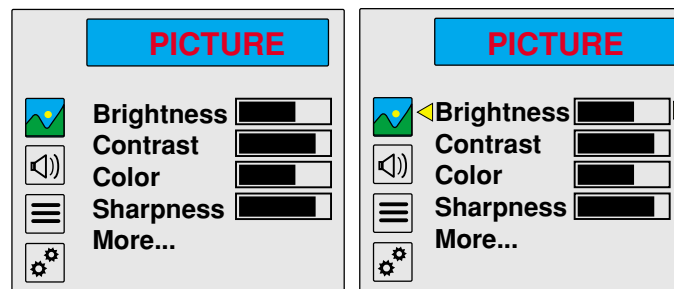 PICTURE
Brightness
Contrast
Color
Sharpness
More...
PICTURE
Brightness
Contrast
Color
Sharpness
More...